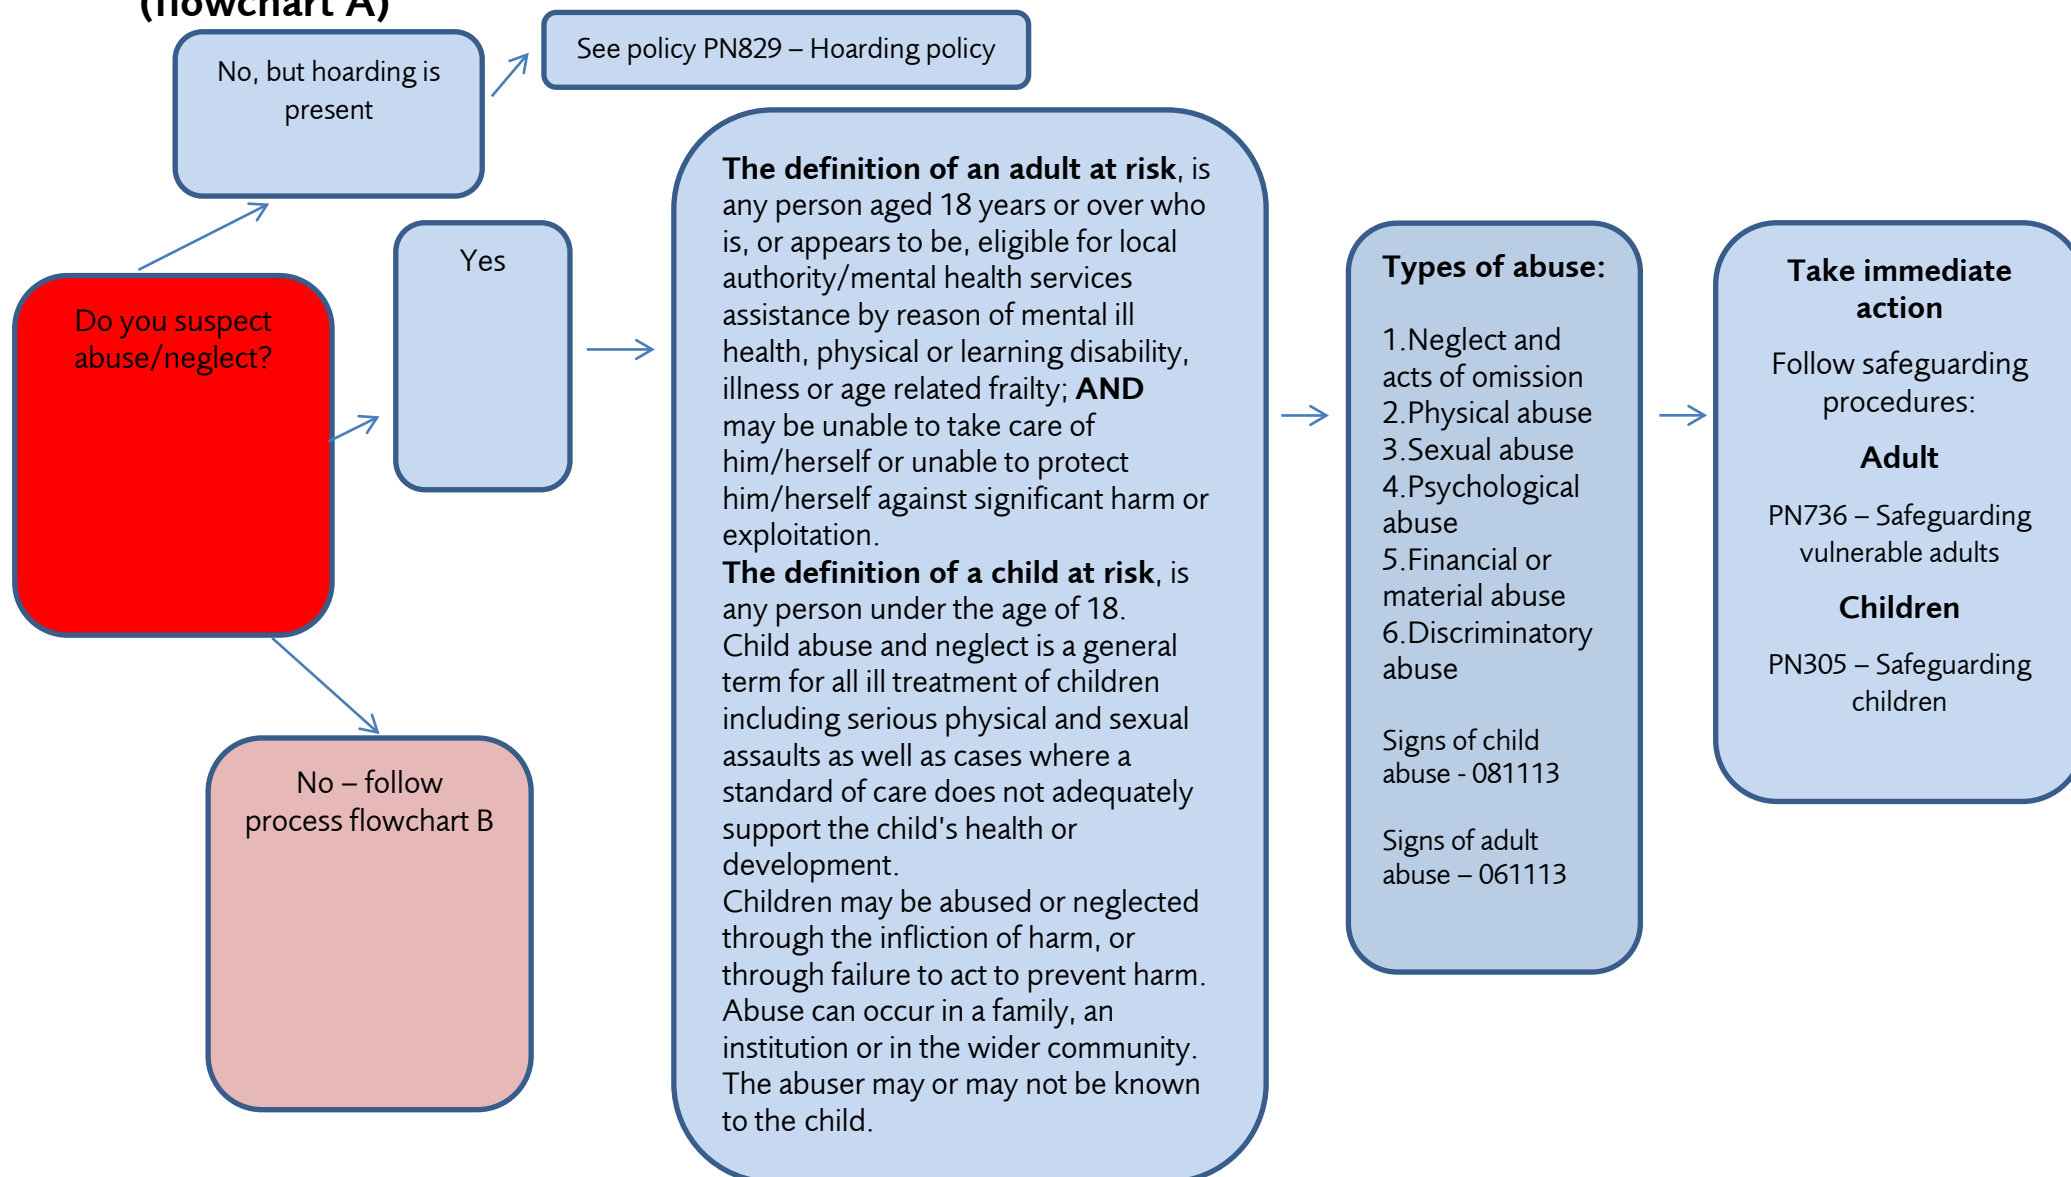 (flowchart A)
No, but hoarding is
present
See policy PN829 – Hoarding policy
Do you suspect
abuse/neglect?
Yes
No – follow
process flowchart B
The definition of an adult at risk, is
any person aged 18 years or over who
is, or appears to be, eligible for local
authority/mental health services
assistance by reason of mental ill
health, physical or learning disability,
illness or age related frailty; AND
may be unable to take care of
him/herself or unable to protect
him/herself against significant harm or
exploitation.
The definition of a child at risk, is
any person under the age of 18.
Child abuse and neglect is a general
term for all ill treatment of children
including serious physical and sexual
assaults as well as cases where a
standard of care does not adequately
support the child's health or
development.
Children may be abused or neglected
through the infliction of harm, or
through failure to act to prevent harm.
Abuse can occur in a family, an
institution or in the wider community.
The abuser may or may not be known
to the child.
Types of abuse:
1.Neglect and
acts of omission
2.Physical abuse
3.Sexual abuse
4.Psychological
abuse
5.Financial or
material abuse
6.Discriminatory
abuse
Signs of child
abuse - 081113
Signs of adult
abuse – 061113
Take immediate
action
Follow safeguarding
procedures:
Adult
PN736 – Safeguarding
vulnerable adults
Children
PN305 – Safeguarding
children